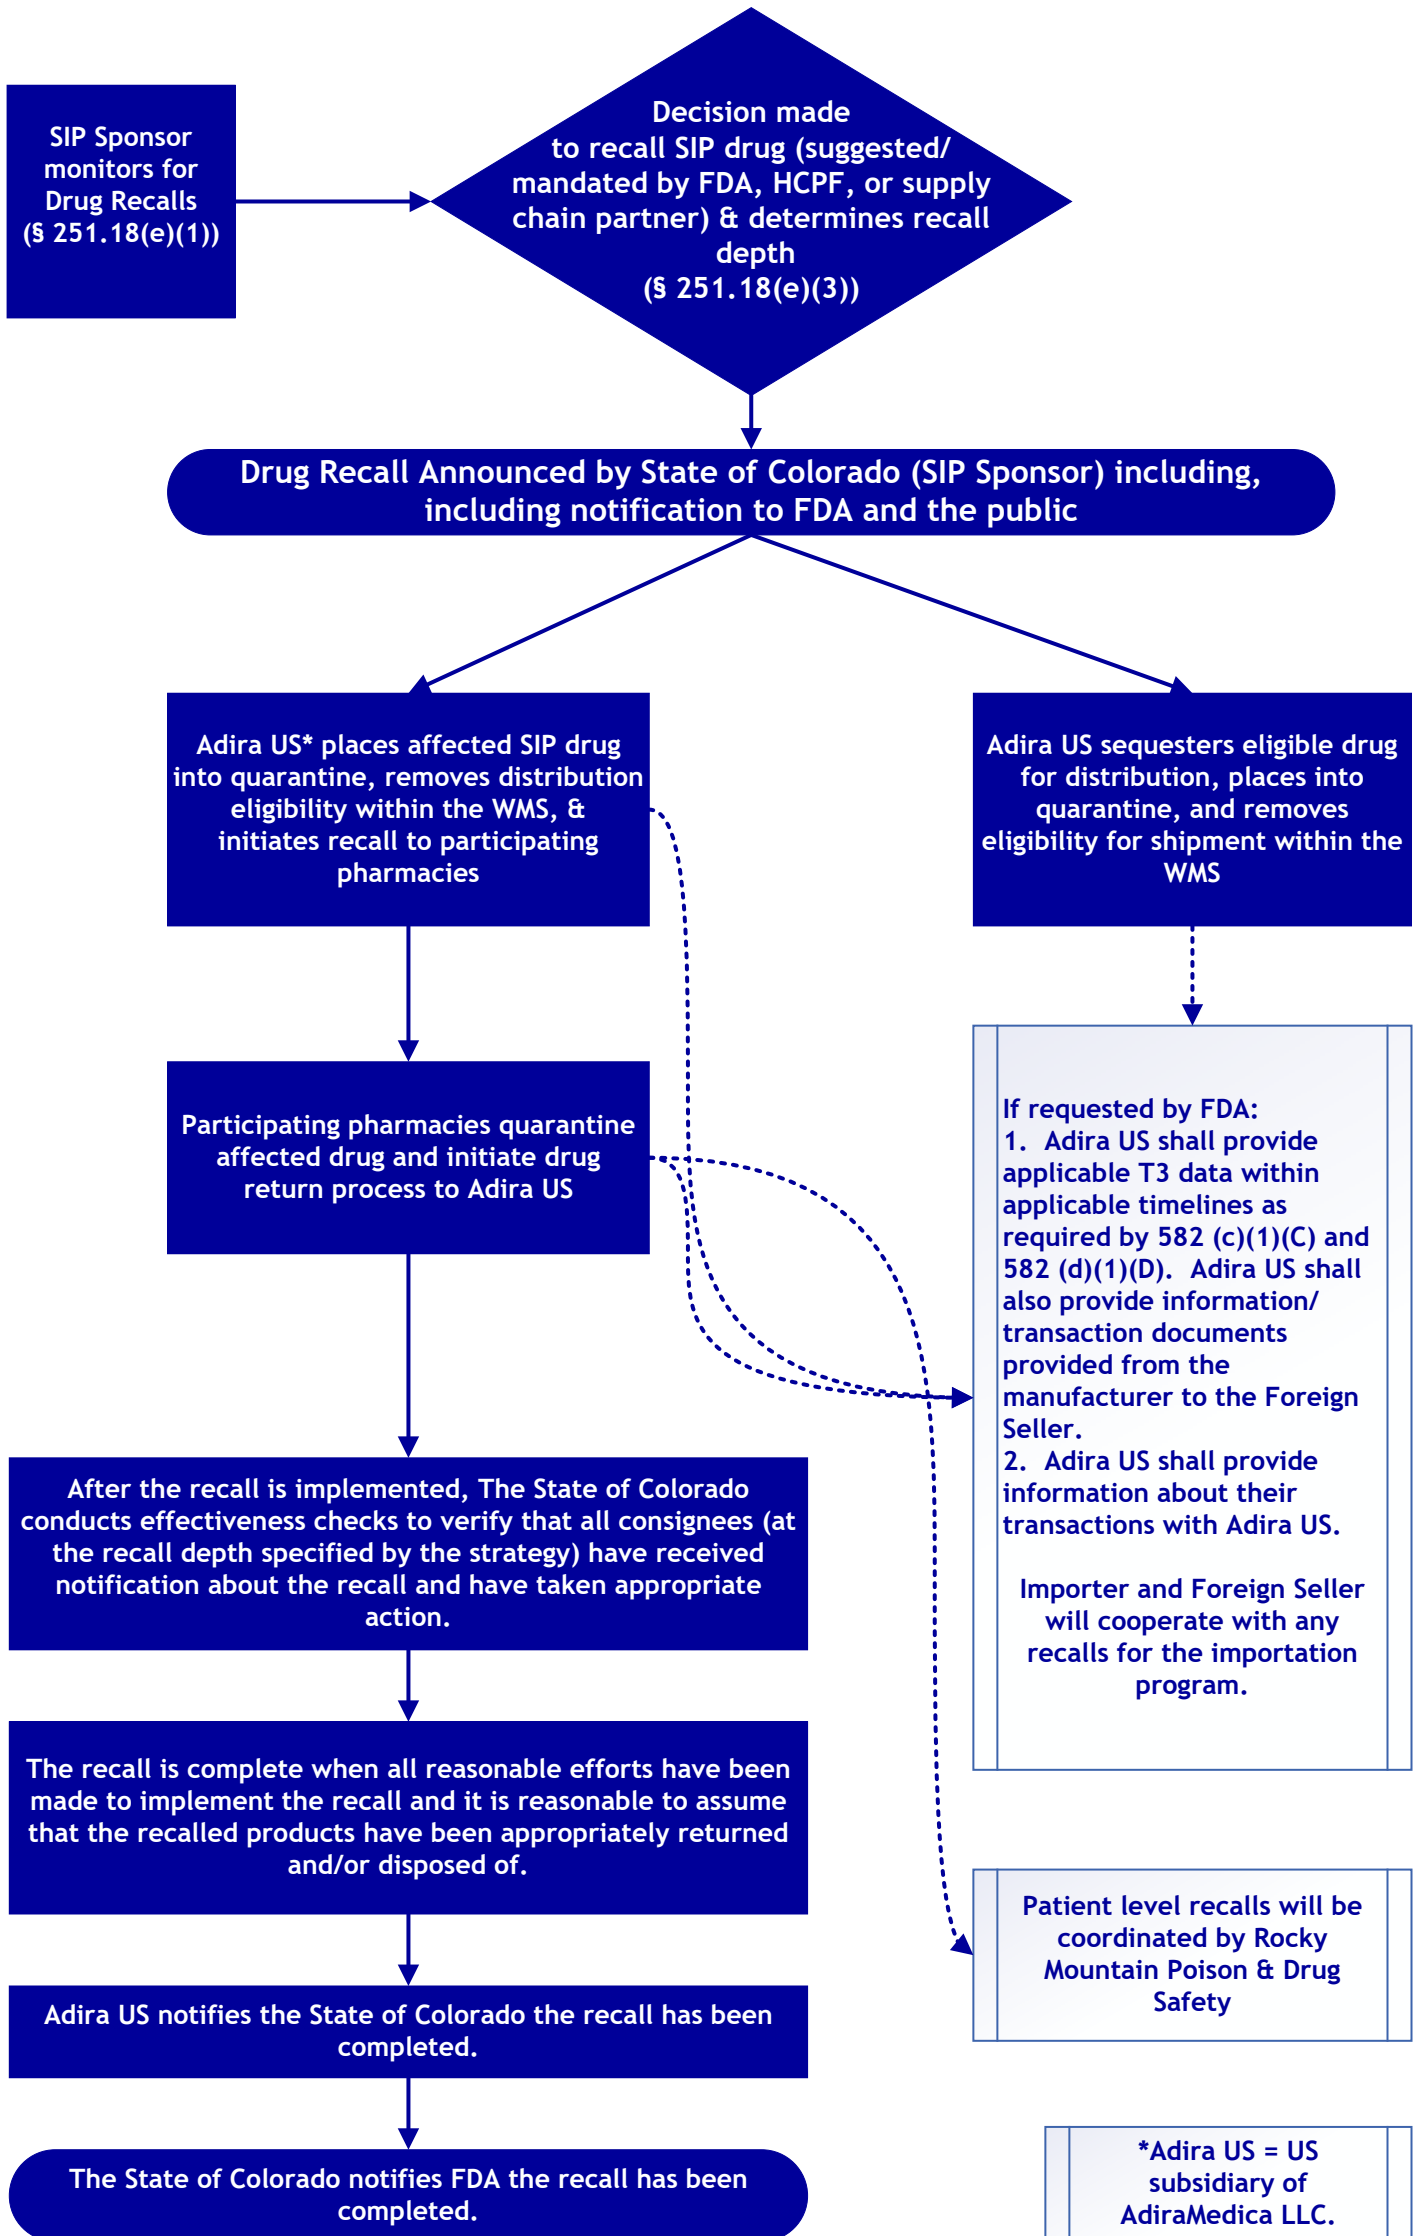 SIP Sponsor
monitors for
Drug Recalls
(§ 251.18(e)(1))
Decision made
to recall SIP drug (suggested/
mandated by FDA, HCPF, or supply
chain partner) & determines recall
depth
(§ 251.18(e)(3))
Drug Recall Announced by State of Colorado (SIP Sponsor) including,
including notification to FDA and the public
Adira US* places affected SIP drug
into quarantine, removes distribution
eligibility within the WMS, &
initiates recall to participating
pharmacies
Adira US sequesters eligible drug
for distribution, places into
quarantine, and removes
eligibility for shipment within the
WMS
Participating pharmacies quarantine
affected drug and initiate drug
return process to Adira US
If requested by FDA:
1.  Adira US shall provide
applicable T3 data within
applicable timelines as
required by 582 (c)(1)(C) and
582 (d)(1)(D).  Adira US shall
also provide information/
transaction documents
provided from the
manufacturer to the Foreign
Seller.
2.  Adira US shall provide
information about their
transactions with Adira US.
Importer and Foreign Seller
will cooperate with any
recalls for the importation
program.
After the recall is implemented, The State of Colorado
conducts effectiveness checks to verify that all consignees (at
the recall depth specified by the strategy) have received
notification about the recall and have taken appropriate
action.
The recall is complete when all reasonable efforts have been
made to implement the recall and it is reasonable to assume
that the recalled products have been appropriately returned
and/or disposed of.
Patient level recalls will be
coordinated by Rocky
Mountain Poison & Drug
Safety
Adira US notifies the State of Colorado the recall has been
completed.
The State of Colorado notifies FDA the recall has been
completed.
*Adira US = US
subsidiary of
AdiraMedica LLC.